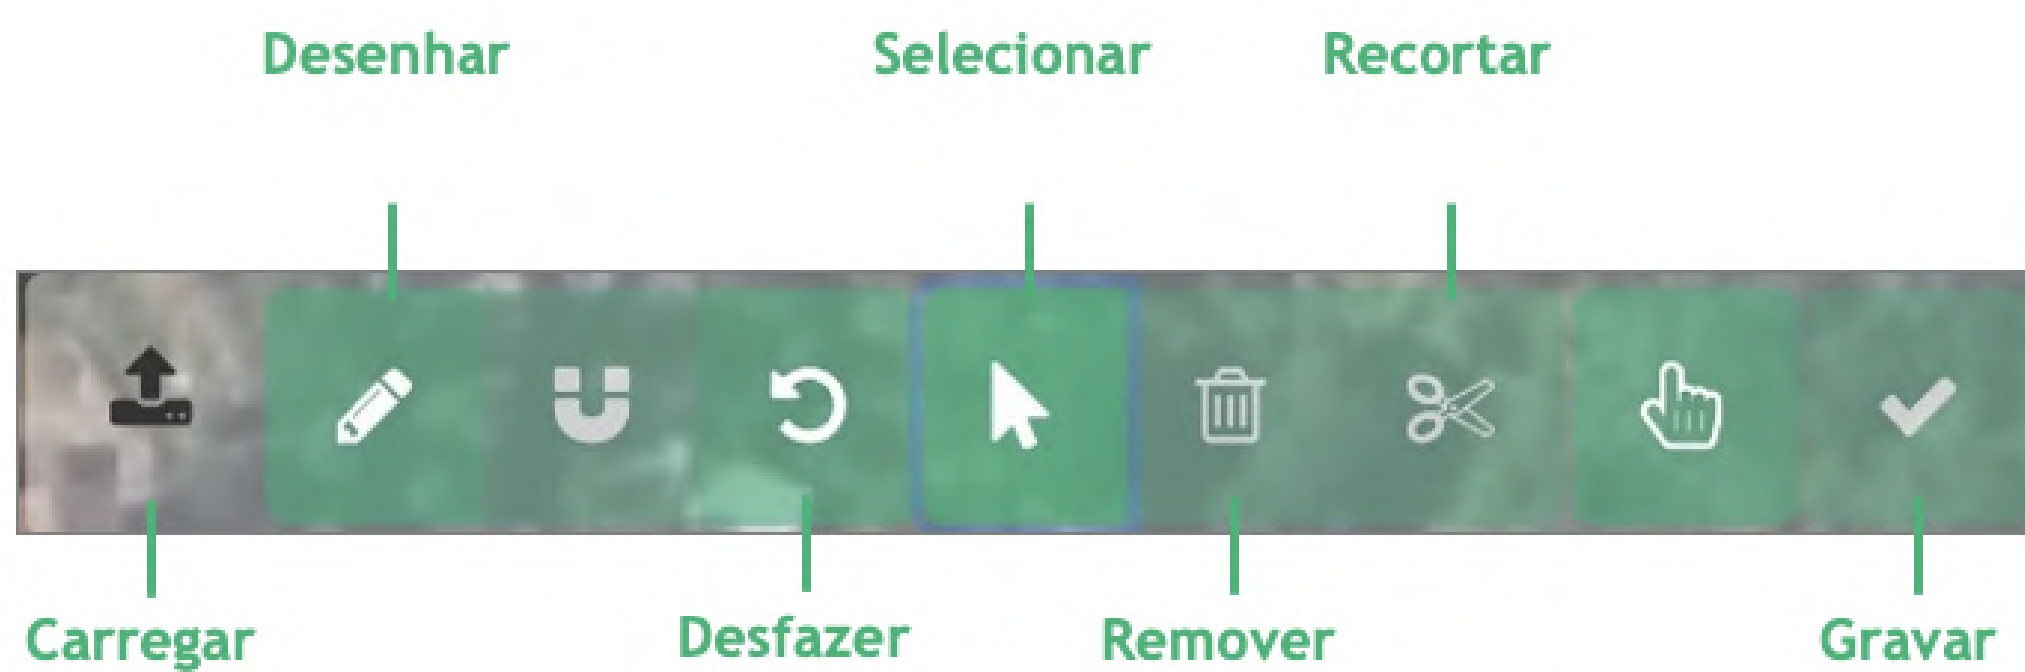 Desenhar
Selecionar
Recortar
Carregar
Desfazer
Remover
Gravar